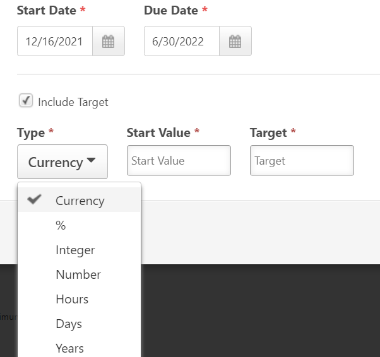 Start Date * Due Date *
12/16/2021 6/30/2022
Include Target
Type * Start Value * Target *
Currency Start Value Target
Currency
%
Integer
Number
Hours
Days
Years